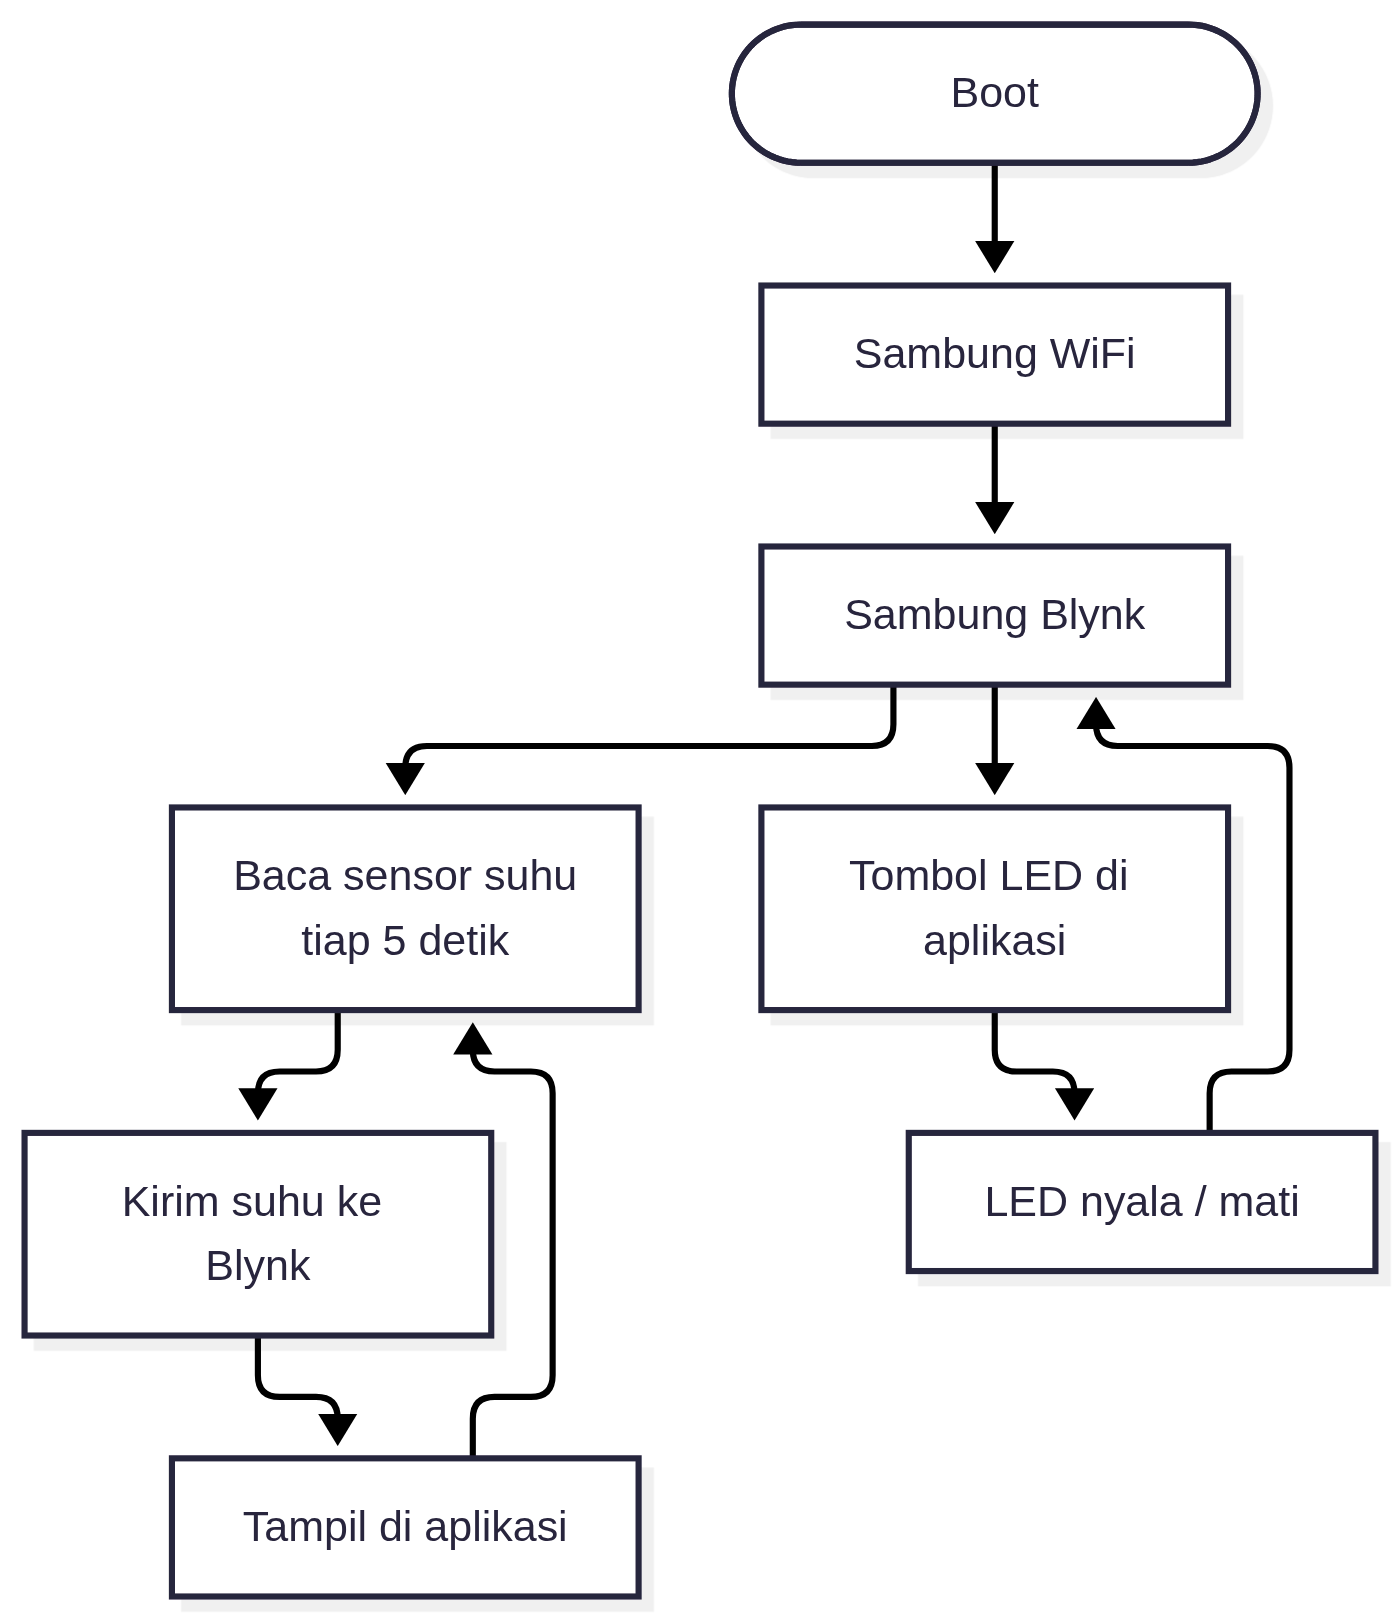 Boot
Sambung WiFi
Sambung Blynk
Baca sensor suhu
tiap 5 detik
Tombol LED di
aplikasi
Kirim suhu ke
Blynk
LED nyala / mati
Tampil di aplikasi